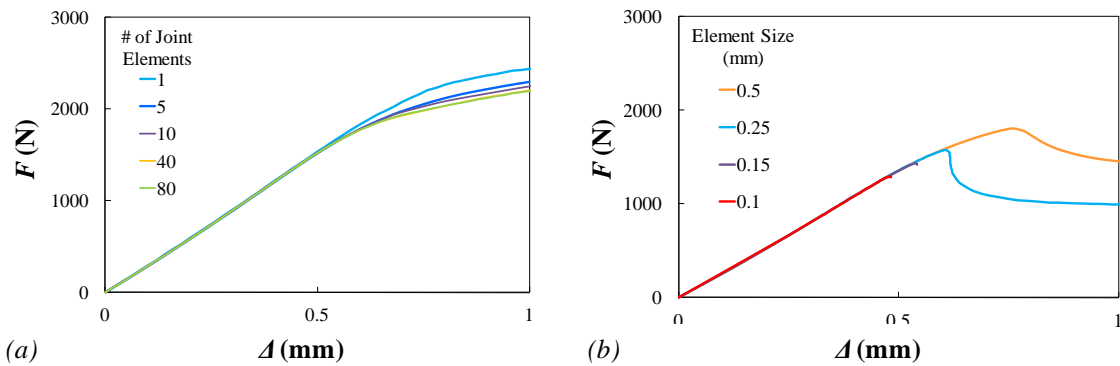 3000
2000
1000
0
F (N)
# of Joint
Elements
1
5
10
40
80
0
0.5
1
(a)
Δ (mm)
3000
2000
1000
0
F (N)
Element Size
(mm)
0.5
0.25
0.15
0.1
0
0.5
1
(b)
Δ (mm)